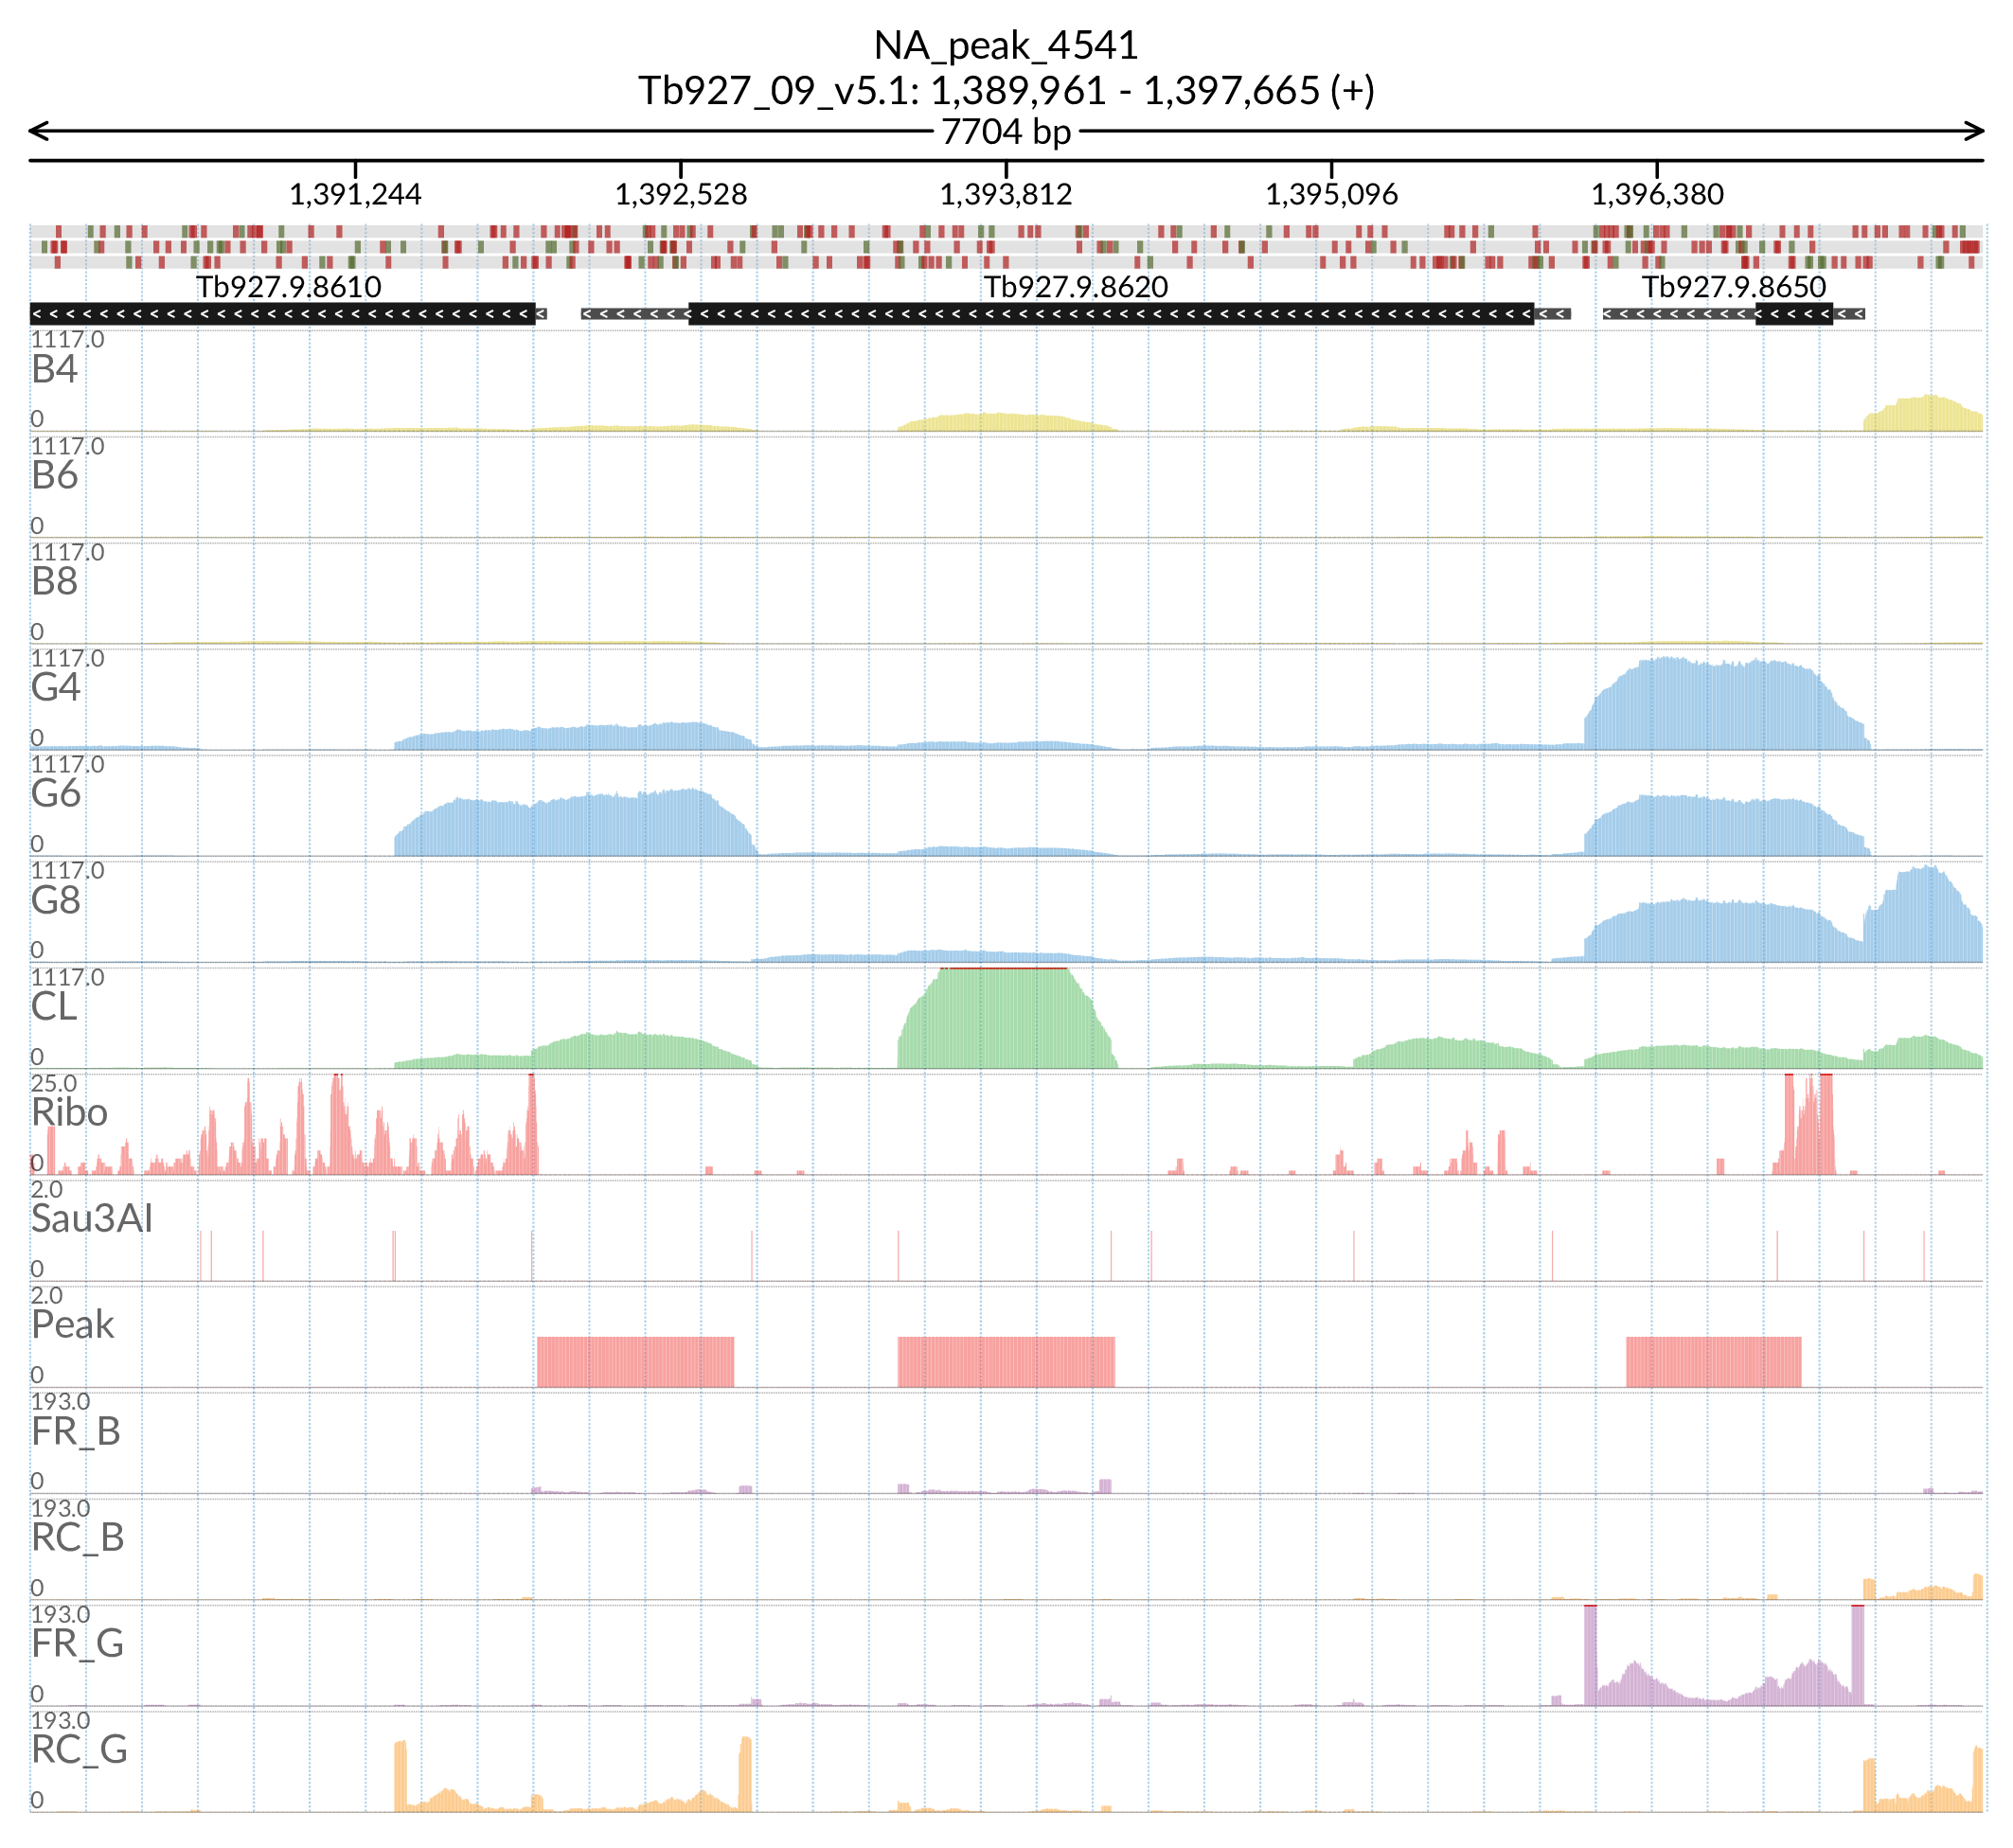 NA_peak_4541
Tb927_09_v5.1: 1,389,961 - 1,397,665 (+)
7704 bp
1,391,244 1,392,528 1,393,812 1,395,096 1,396,380
Tb927.9.8610 Tb927.9.8620 Tb927.9.8650
1117.0
B4
0
1117.0
B6
0
1117.0
B8
0
1117.0
G4
0
1117.0
G6
0
1117.0
G8
0
1117.0
CL
0
25.0
Ribo
0
2.0
Sau3AI
0
2.0
Peak
0
193.0
FR_B
0
193.0
RC_B
0
193.0
FR_G
0
193.0
RC_G
0